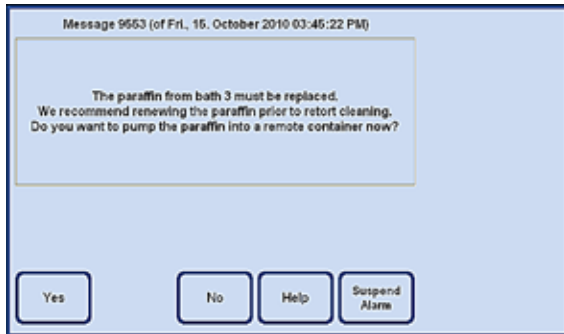 Message 9553 (of Fri., 15. October 2010 03:45:22 PM)
The paraffin from bath 3 must be replaced.
We recommend renewing the paraffin prior to retort cleaning.
Do you want to pump the paraffin into a remote container now?
Yes
No
Help
Suspend
Alarm